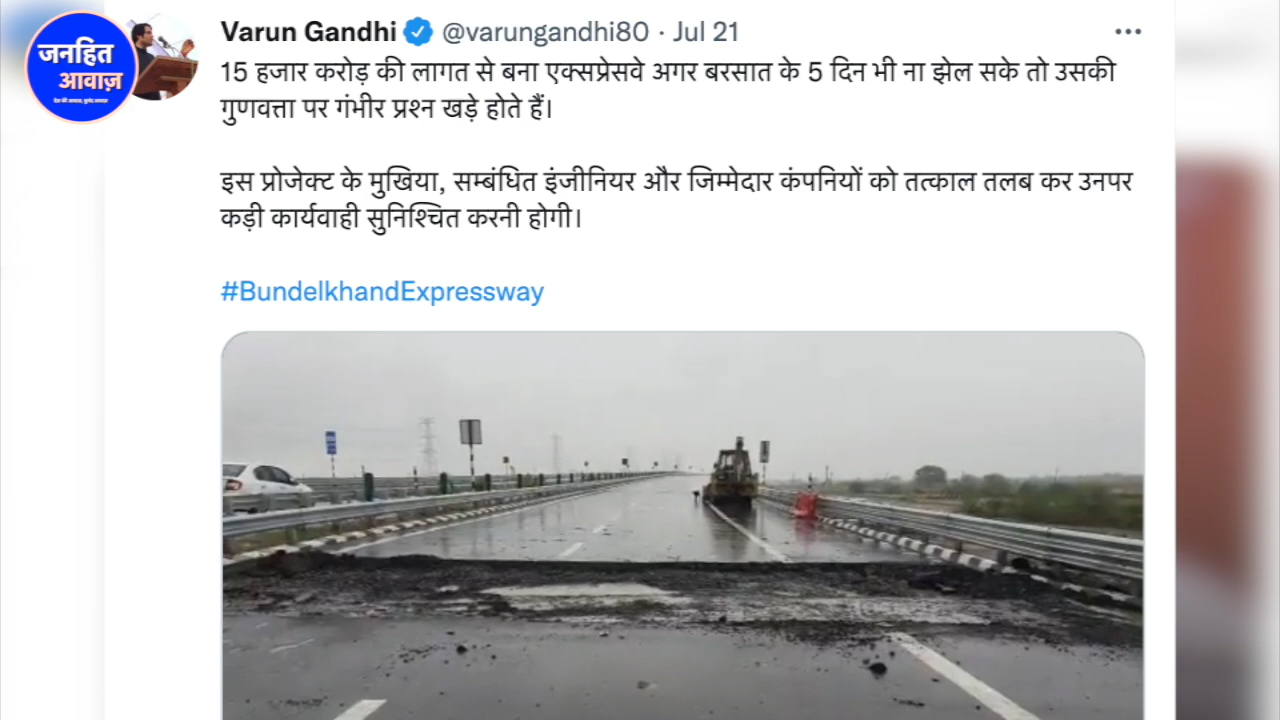 जनहित
आवाज़
Varun Gandhi @varungandhi80 · Jul 21
15 हजार करोड़ की लागत से बना एक्सप्रेसवे अगर बरसात के 5 दिन भी ना झेल सके तो उसकी
गुणवत्ता पर गंभीर प्रश्न खड़े होते हैं।
इस प्रोजेक्ट के मुखिया, सम्बंधित इंजीनियर और जिम्मेदार कंपनियों को तत्काल तलब कर उनपर
कड़ी कार्यवाही सुनिश्चित करनी होगी।
#BundelkhandExpressway